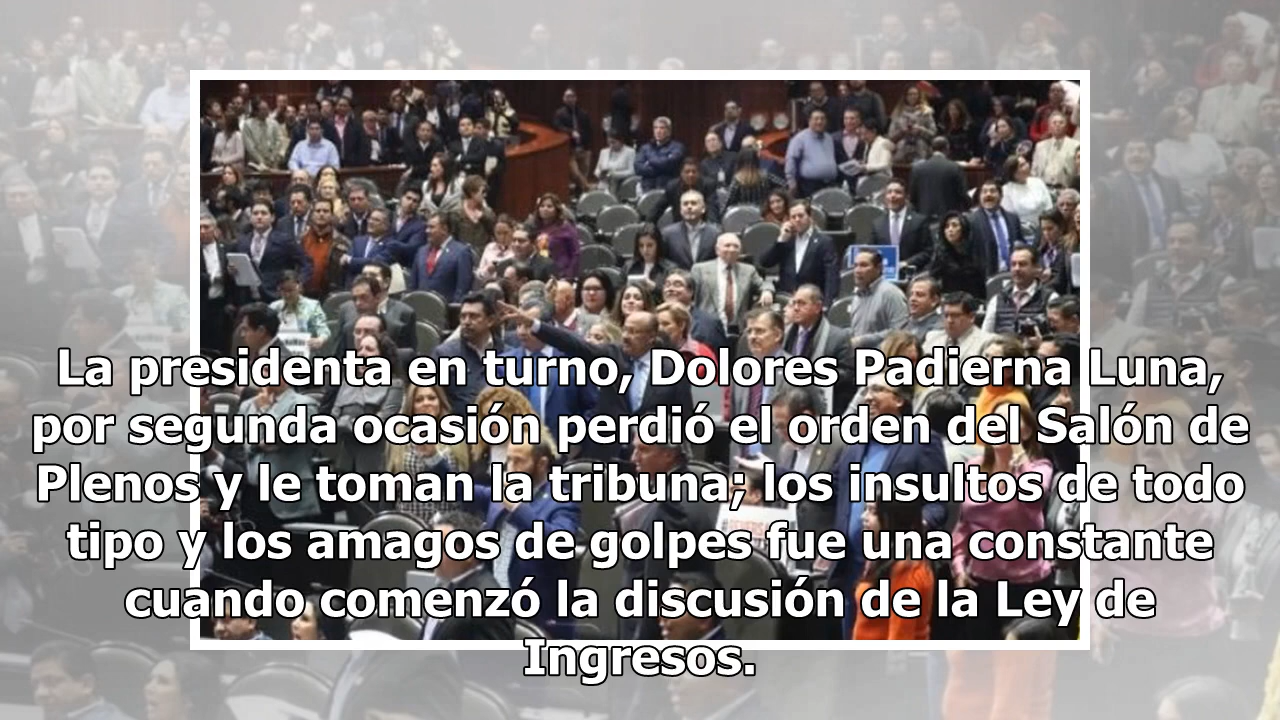 La presidenta en turno, Dolores Padierna Luna,
por segunda ocasión perdió el orden del Salón de
Plenos y le toman la tribuna; los insultos de todo
tipo y los amagos de golpes fue una constante
cuando comenzó la discusión de la Ley de
Ingresos.